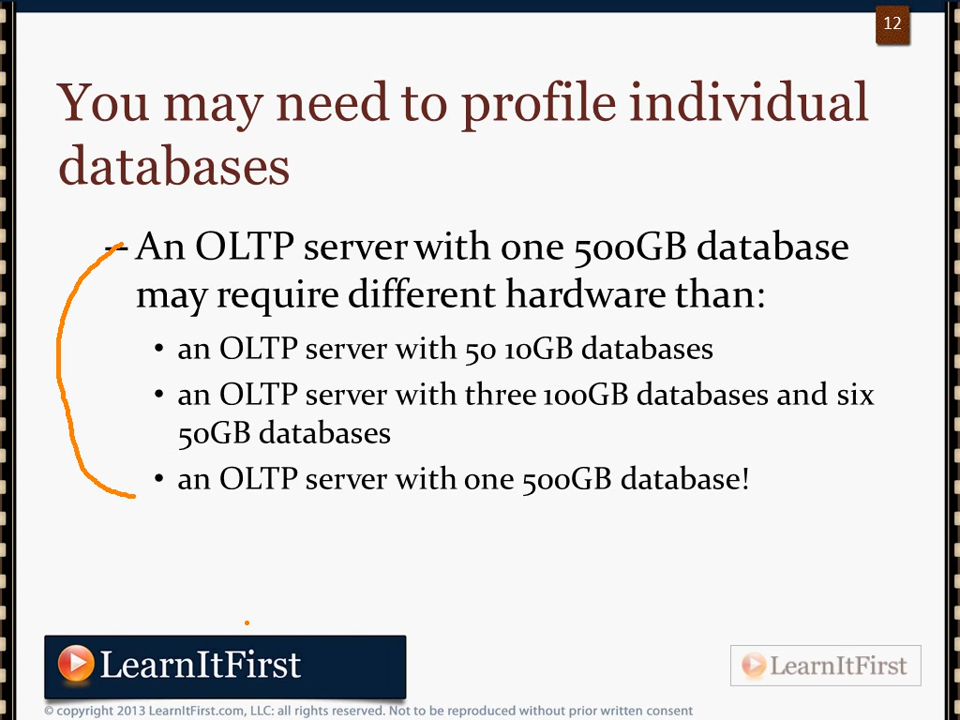 12
You may need to profile individual
databases
– An OLTP server with one 500GB database
may require different hardware than:
• an OLTP server with 50 10GB databases
• an OLTP server with three 100GB databases and six
50GB databases
• an OLTP server with one 500GB database!
LearnItFirst
LearnItFirst
© copyright 2013 LearnItFirst.com, LLC: all rights reserved. Not to be reproduced without prior written consent